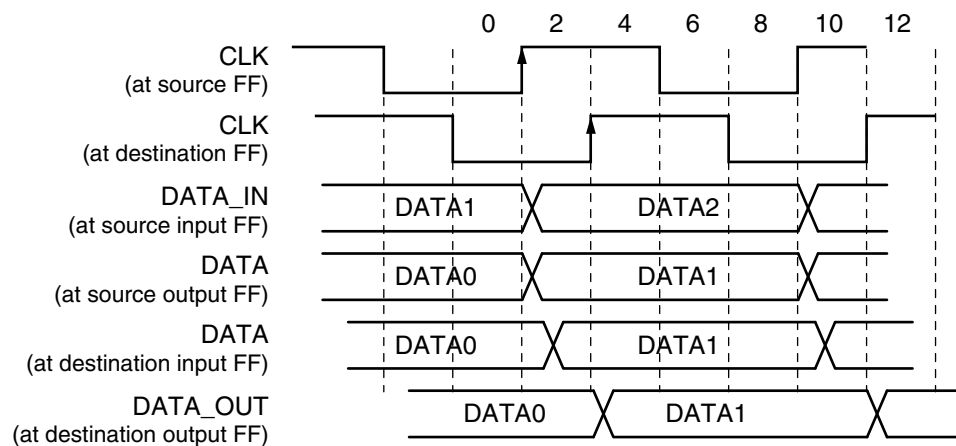 0 2 4 6 8 10 12
CLK
(at source FF)
CLK
(at destination FF)
DATA_IN
(at source input FF)
DATA1 DATA2
DATA
(at source output FF)
DATA0 DATA1
DATA
(at destination input FF)
DATA0 DATA1
DATA_OUT
(at destination output FF)
DATA0 DATA1